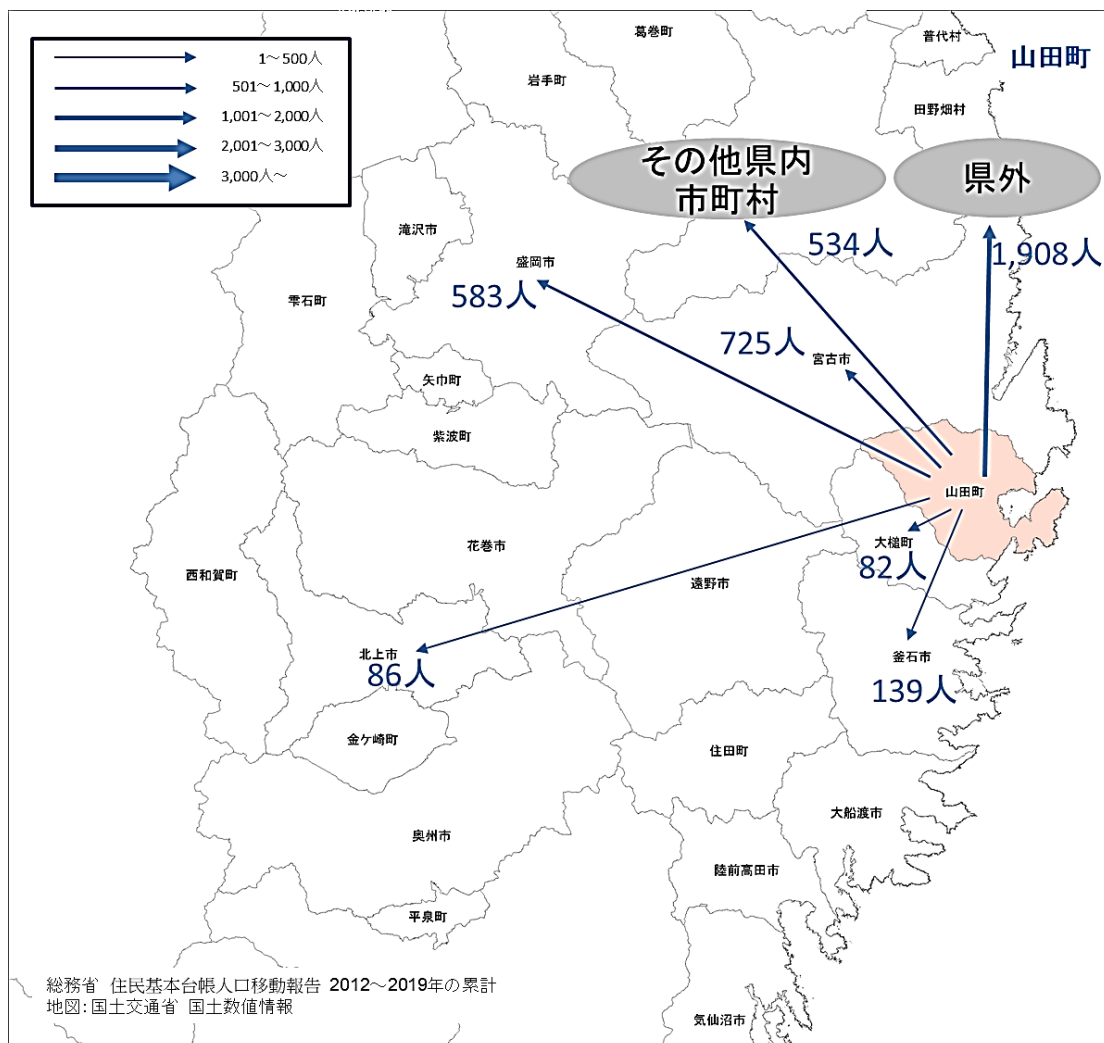 1～500人
501～1,000人
1,001～2,000人
2,001～3,000人
3,000人～
葛巻町
普代村
山田町
岩手町
田野畑村
その他県内
市町村
県外
滝沢市
534人
1,908人
盛岡市
583人
雫石町
725人
宮古市
矢巾町
紫波町
山田町
花巻市
大槌町
82人
西和賀町
遠野市
北上市
86人
釜石市
139人
金ケ崎町
住田町
大船渡市
奥州市
陸前高田市
平泉町
総務省 住民基本台帳人口移動報告 2012～2019年の累計
地図：国土交通省 国土数値情報
気仙沼市